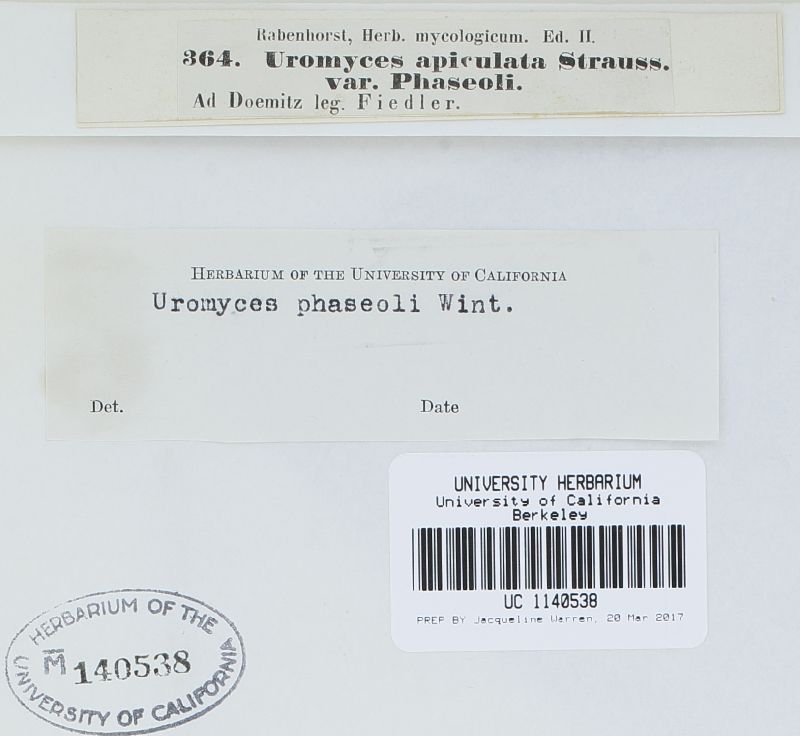 Rabenhorst, Herb. mycologicum. Ed. II.
364. Uromyces apiculata Strauss.
var. Phaseoli.
Ad Doemitz leg. Fiedler.
HERBARIUM OF THE UNIVERSITY OF CALIFORNIA
Uromyces phaseoli Wint.
Det. Date
UNIVERSITY HERBARIUM
University of California
Berkeley
UC 1140538
PREP BY Jacqueline Warren, 20 Mar 2017
HERBARIUM OF THE
M 140538
UNIVERSITY OF CALIFORNIA